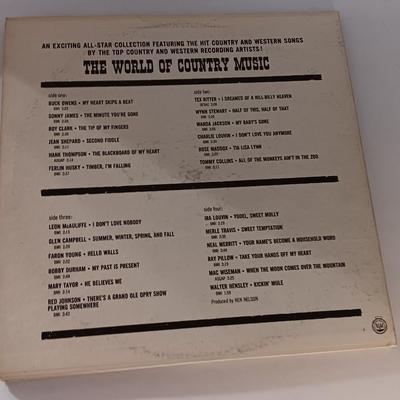 AN EXCITING ALL-STAR COLLECTION FEATURING THE HIT COUNTRY AND WESTERN SONGS
BY THE TOP COUNTRY AND WESTERN RECORDING ARTISTS!
THE WORLD OF COUNTRY MUSIC
side one:
BUCK OWENS • MY HEART SKIPS A BEAT
SONNY JAMES • THE MINUTE YOU'RE GONE
ROY CLARK • THE TIP OF MY FINGERS
JEAN SHEPARD • SECOND FIDDLE
HANK THOMPSON • THE BLACKBOARD OF MY HEART
FERLIN HUSKY • TIMBER, I'M FALLING
side two:
TEX RITTER • I DREAMED OF A HILL-BILLY HEAVEN
WYNN STEWART • HALF OF THIS, HALF OF THAT
WANDA JACKSON • MY BABY'S GONE
CHARLIE LOUVIN • I DON'T LOVE YOU ANYMORE
ROSE MADDOX • TIA LISA LYNN
TOMMY COLLINS • ALL OF THE MONKEYS AIN'T IN THE ZOO
side three:
LEON McAULIFFE • I DON'T LOVE NOBODY
GLEN CAMPBELL • SUMMER, WINTER, SPRING, AND FALL
FARON YOUNG • HELLO WALLS
BOBBY DURHAM • MY PAST IS PRESENT
MARY TAYOR • HE BELIEVES ME
RED JOHNSON • THERE'S A GRAND OLE OPRY SHOW
PLAYING SOMEWHERE
side four:
IRA LOUVIN • YODEL, SWEET MOLLY
MERLE TRAVIS • SWEET TEMPTATION
NEAL MERRITT • YOUR NAME'S BECOME A HOUSEHOLD WORD
RAY PILLOW • TAKE YOUR HANDS OFF MY HEART
MAC WISEMAN • WHEN THE MOON COMES OVER THE MOUNTAIN
WALTER HENSLEY • KICKIN' MULE
Produced by KEN NELSON